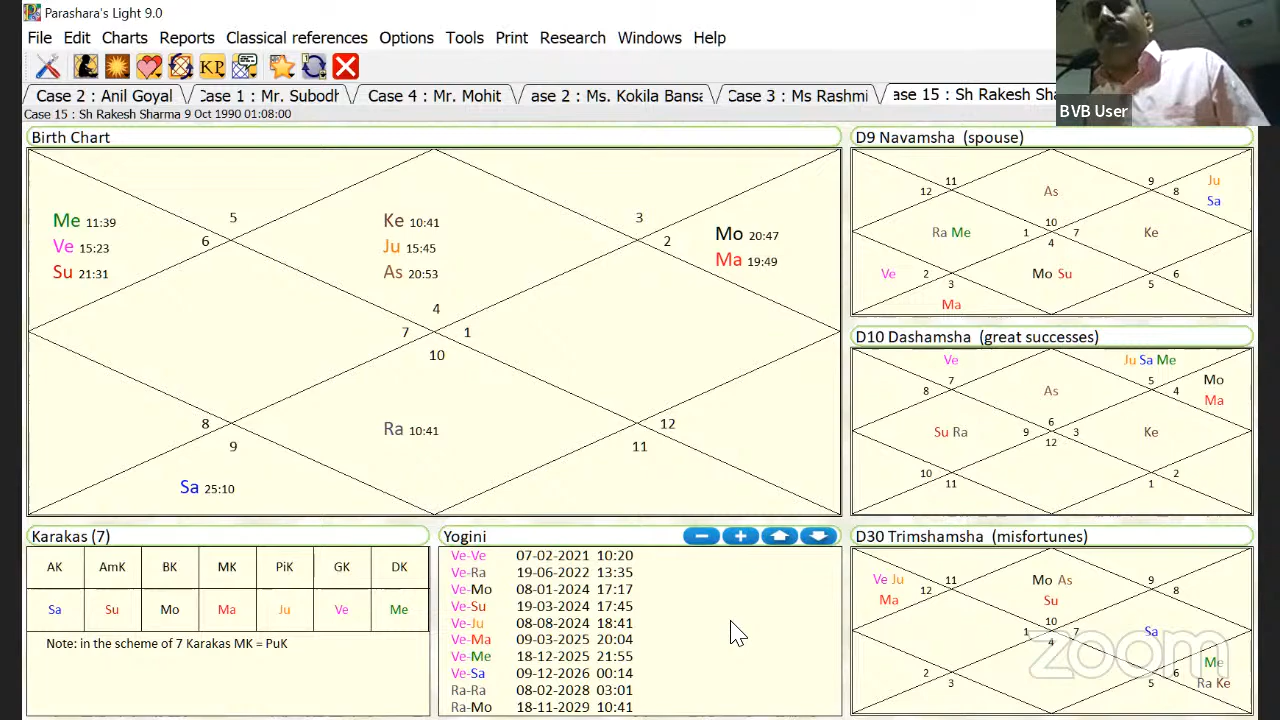 Parashara's Light 9.0
File Edit Charts Reports Classical references Options Tools Print Research Windows Help
KP
Case 2 : Anil Goyal
Case 1 : Mr. Subodh
Case 4 : Mr. Mohit
ase 2 : Ms. Kokila Bansa
Case 3 : Ms Rashmi
ase 15 : Sh Rakesh Sha
BVB User
Case 15 : Sh Rakesh Sharma 9 Oct 1990 01:08:00
Birth Chart
Me 11:39
Ve 15:23
Su 21:31
5
6
Ke 10:41
Ju 15:45
As 20:53
3
2
Mo 20:47
Ma 19:49
4
7 1
10
8
9
Ra 10:41
12
11
Sa 25:10
D9 Navamsha (spouse)
11
12
As
9
8
Ju
Sa
Ra Me
10
1 7
4
Ke
Ve
2
3
Mo Su
6
5
Ma
D10 Dashamsha (great successes)
Ve
Ju Sa Me
7
8
As
5
4
Mo
Ma
Su Ra
6
9 3
12
Ke
10
11
2
1
D30 Trimshamsha (misfortunes)
Ve Ju
Ma
11
12
Mo As
Su
9
8
10
1 7
4
Sa
2
3
6
5
Me
Ra Ke
zoom
Karakas (7)
AK AmK BK MK PiK GK DK
Sa Su Mo Ma Ju Ve Me
Note: in the scheme of 7 Karakas MK = PuK
Yogini
Ve-Ve 07-02-2021 10:20
Ve-Ra 19-06-2022 13:35
Ve-Mo 08-01-2024 17:17
Ve-Su 19-03-2024 17:45
Ve-Ju 08-08-2024 18:41
Ve-Ma 09-03-2025 20:04
Ve-Me 18-12-2025 21:55
Ve-Sa 09-12-2026 00:14
Ra-Ra 08-02-2028 03:01
Ra-Mo 18-11-2029 10:41